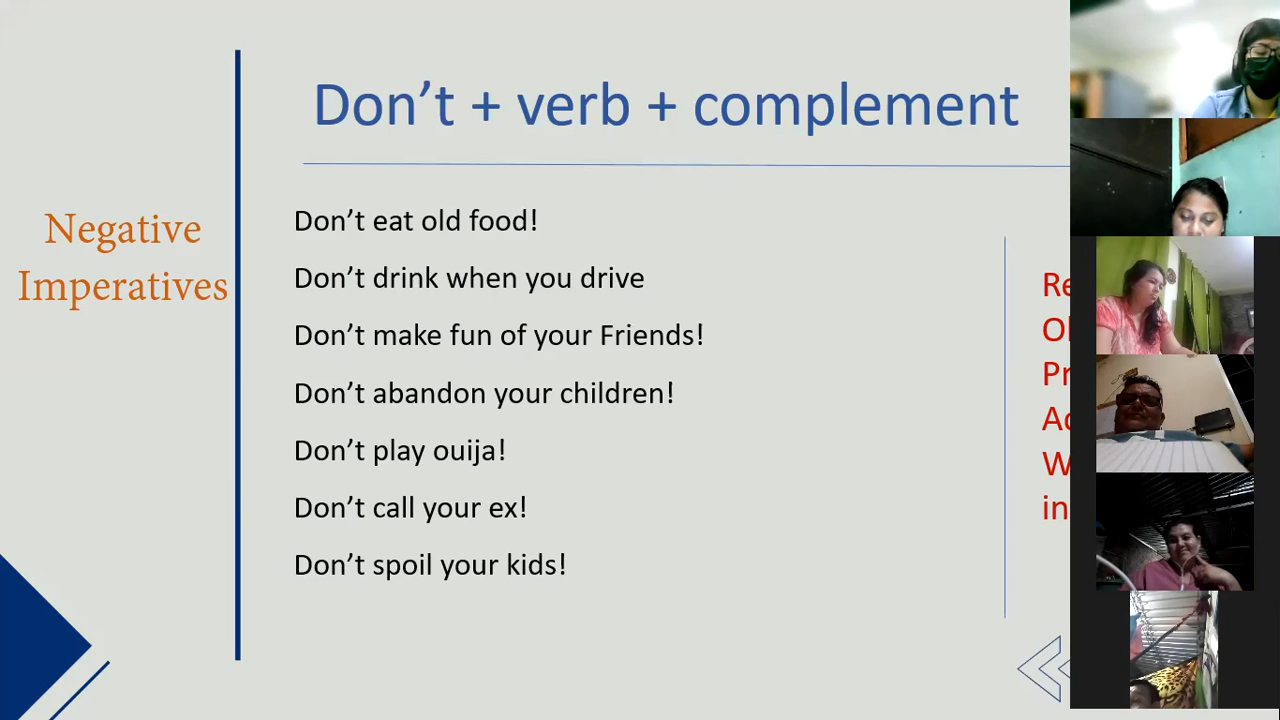 Don’t + verb + complement
Negative
Imperatives
Don’t eat old food!
Don’t drink when you drive
Don’t make fun of your Friends!
Don’t abandon your children!
Don’t play ouija!
Don’t call your ex!
Don’t spoil your kids!